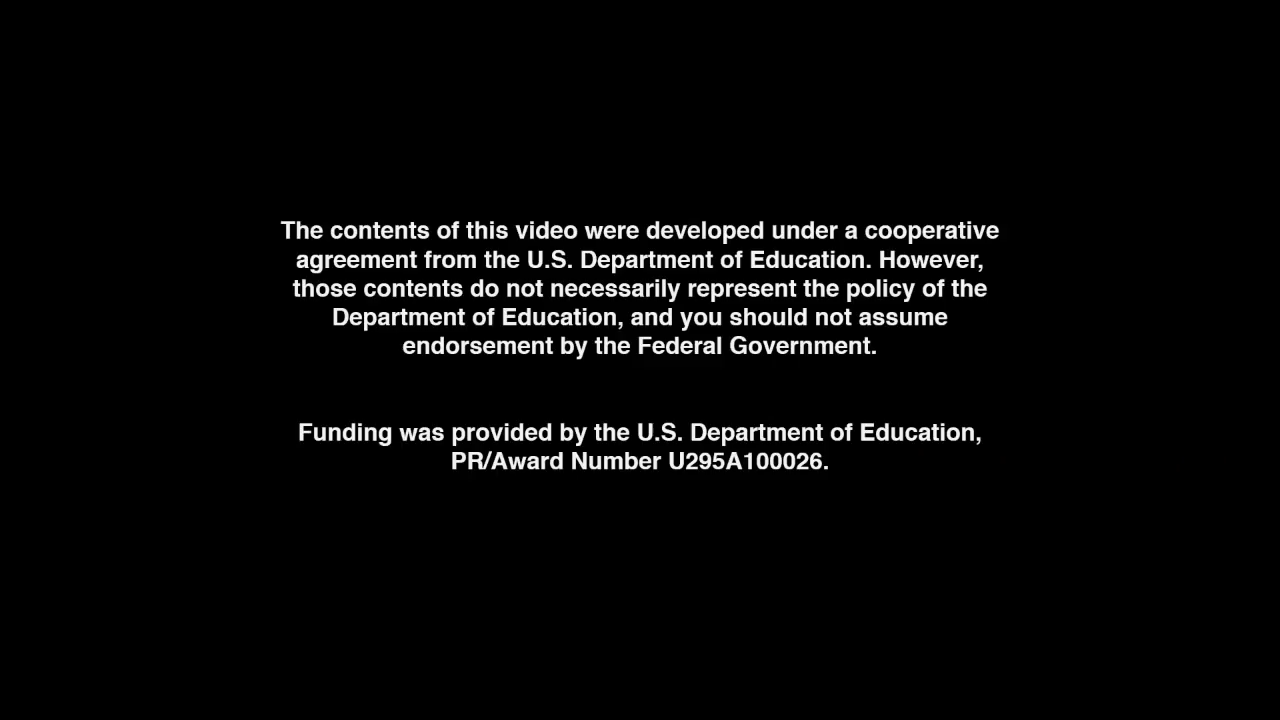 The contents of this video were developed under a cooperative
agreement from the U.S. Department of Education. However,
those contents do not necessarily represent the policy of the
Department of Education, and you should not assume
endorsement by the Federal Government.
Funding was provided by the U.S. Department of Education,
PR/Award Number U295A100026.